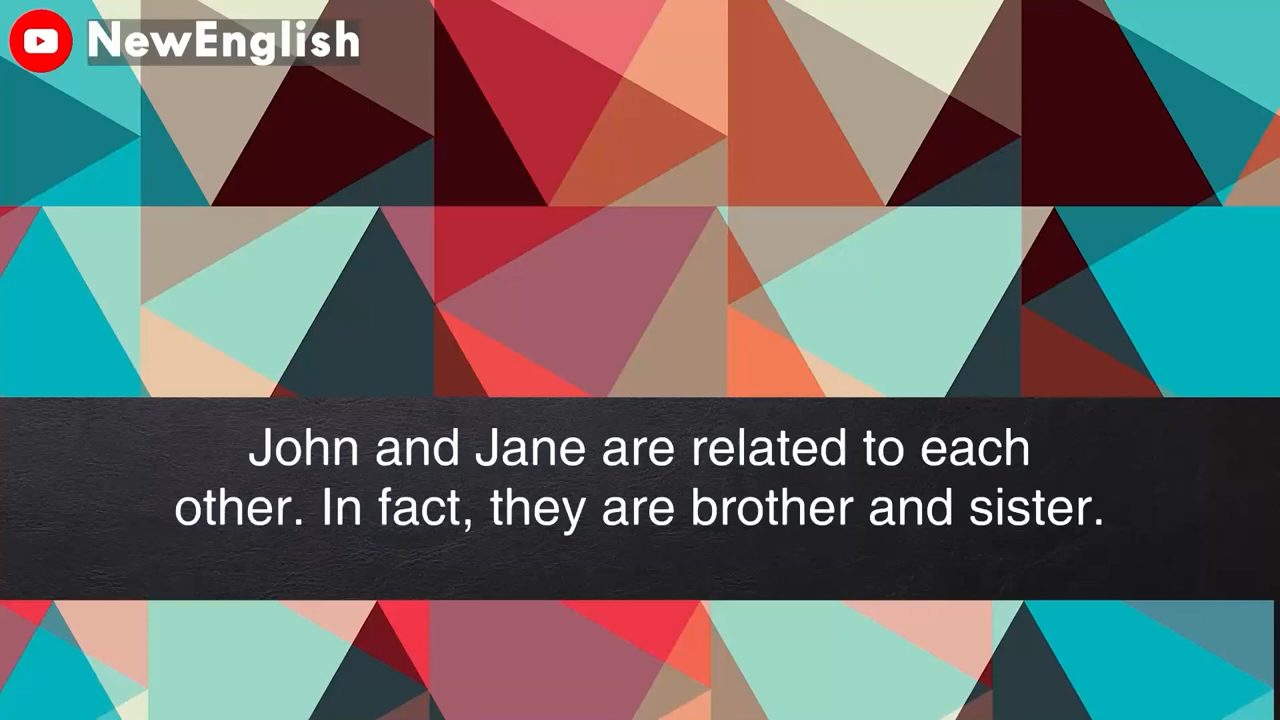 NewEnglish
John and Jane are related to each
other. In fact, they are brother and sister.